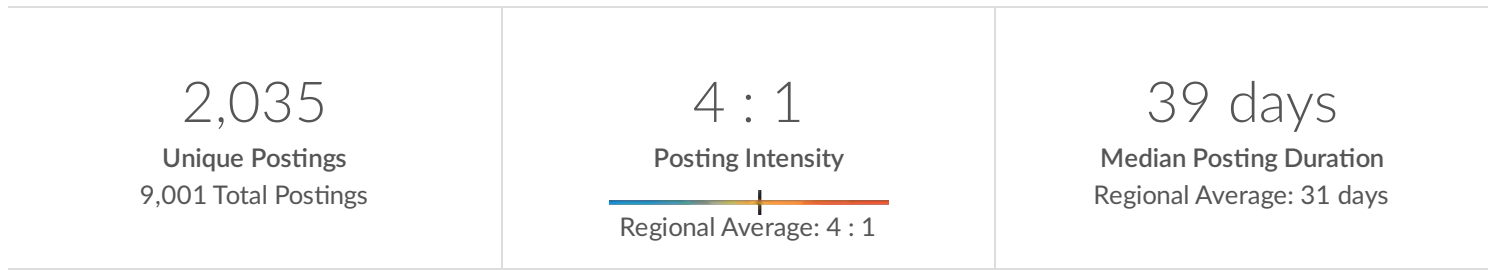 2,035
Unique Postings
9,001 Total Postings
4 : 1
Posting Intensity
Regional Average: 4 : 1
39 days
Median Posting Duration
Regional Average: 31 days